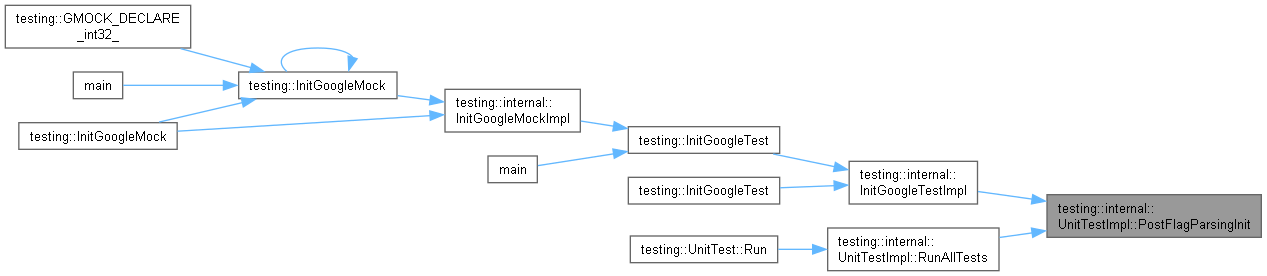 testing::GMOCK_DECLARE
_int32_
main
testing::InitGoogleMock
testing::InitGoogleMock
testing::internal::
InitGoogleMockImpl
testing::InitGoogleTest
main
testing::InitGoogleTest
testing::internal::
InitGoogleTestImpl
testing::UnitTest::Run
testing::internal::
UnitTestImpl::RunAllTests
testing::internal::
UnitTestImpl::PostFlagParsingInit